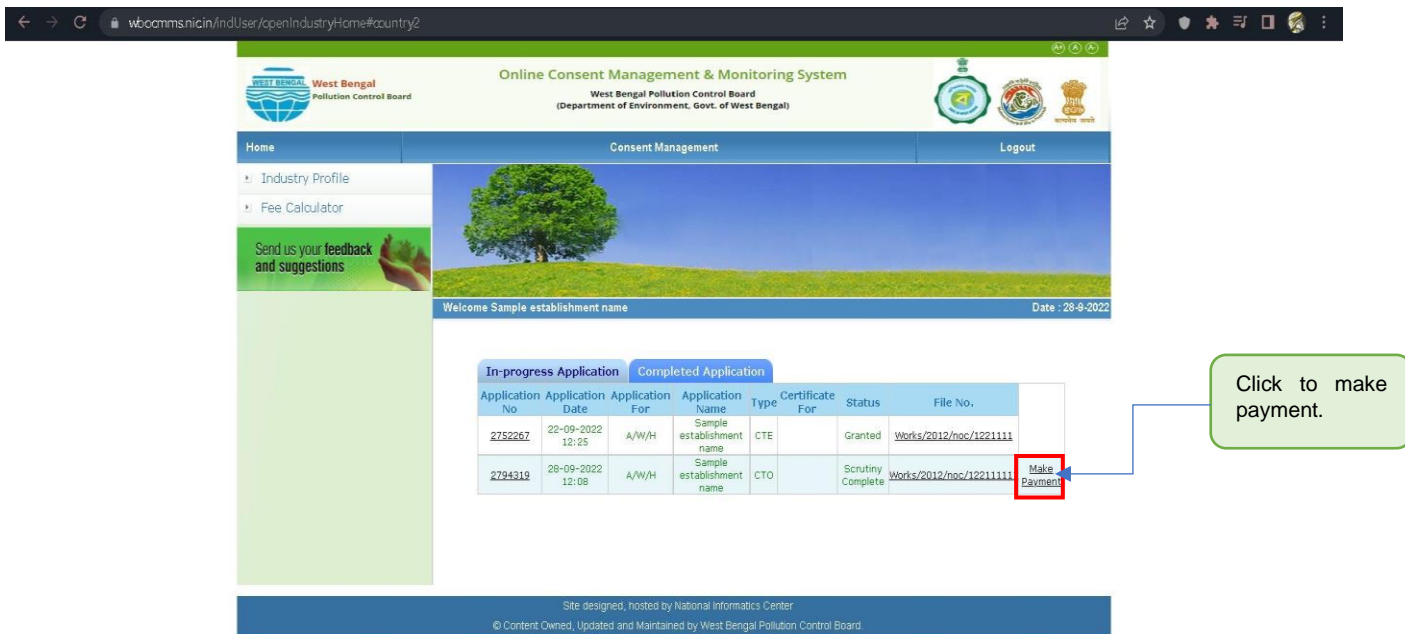 wbocmms.nic.in/indUser/openIndustryHome#country2
A+ A A-
WEST BENGAL
West Bengal
Pollution Control Board
Online Consent Management & Monitoring System
West Bengal Pollution Control Board
(Department of Environment, Govt. of West Bengal)
सत्यमेव जयते
Home Consent Management Logout
Industry Profile
Fee Calculator
Send us your feedback
and suggestions
Welcome Sample establishment name Date : 28-9-2022
In-progress Application Completed Application
Application No Application Date Application For Application Name Type Certificate For Status File No.
2752267 22-09-2022 12:25 A/W/H Sample establishment name CTE Granted Works/2012/noc/1221111
2794319 28-09-2022 12:08 A/W/H Sample establishment name CTO Scrutiny Complete Works/2012/noc/12211111 Make Payment
Click to make
payment.
Site designed, hosted by National Informatics Center
© Content Owned, Updated and Maintained by West Bengal Pollution Control Board.